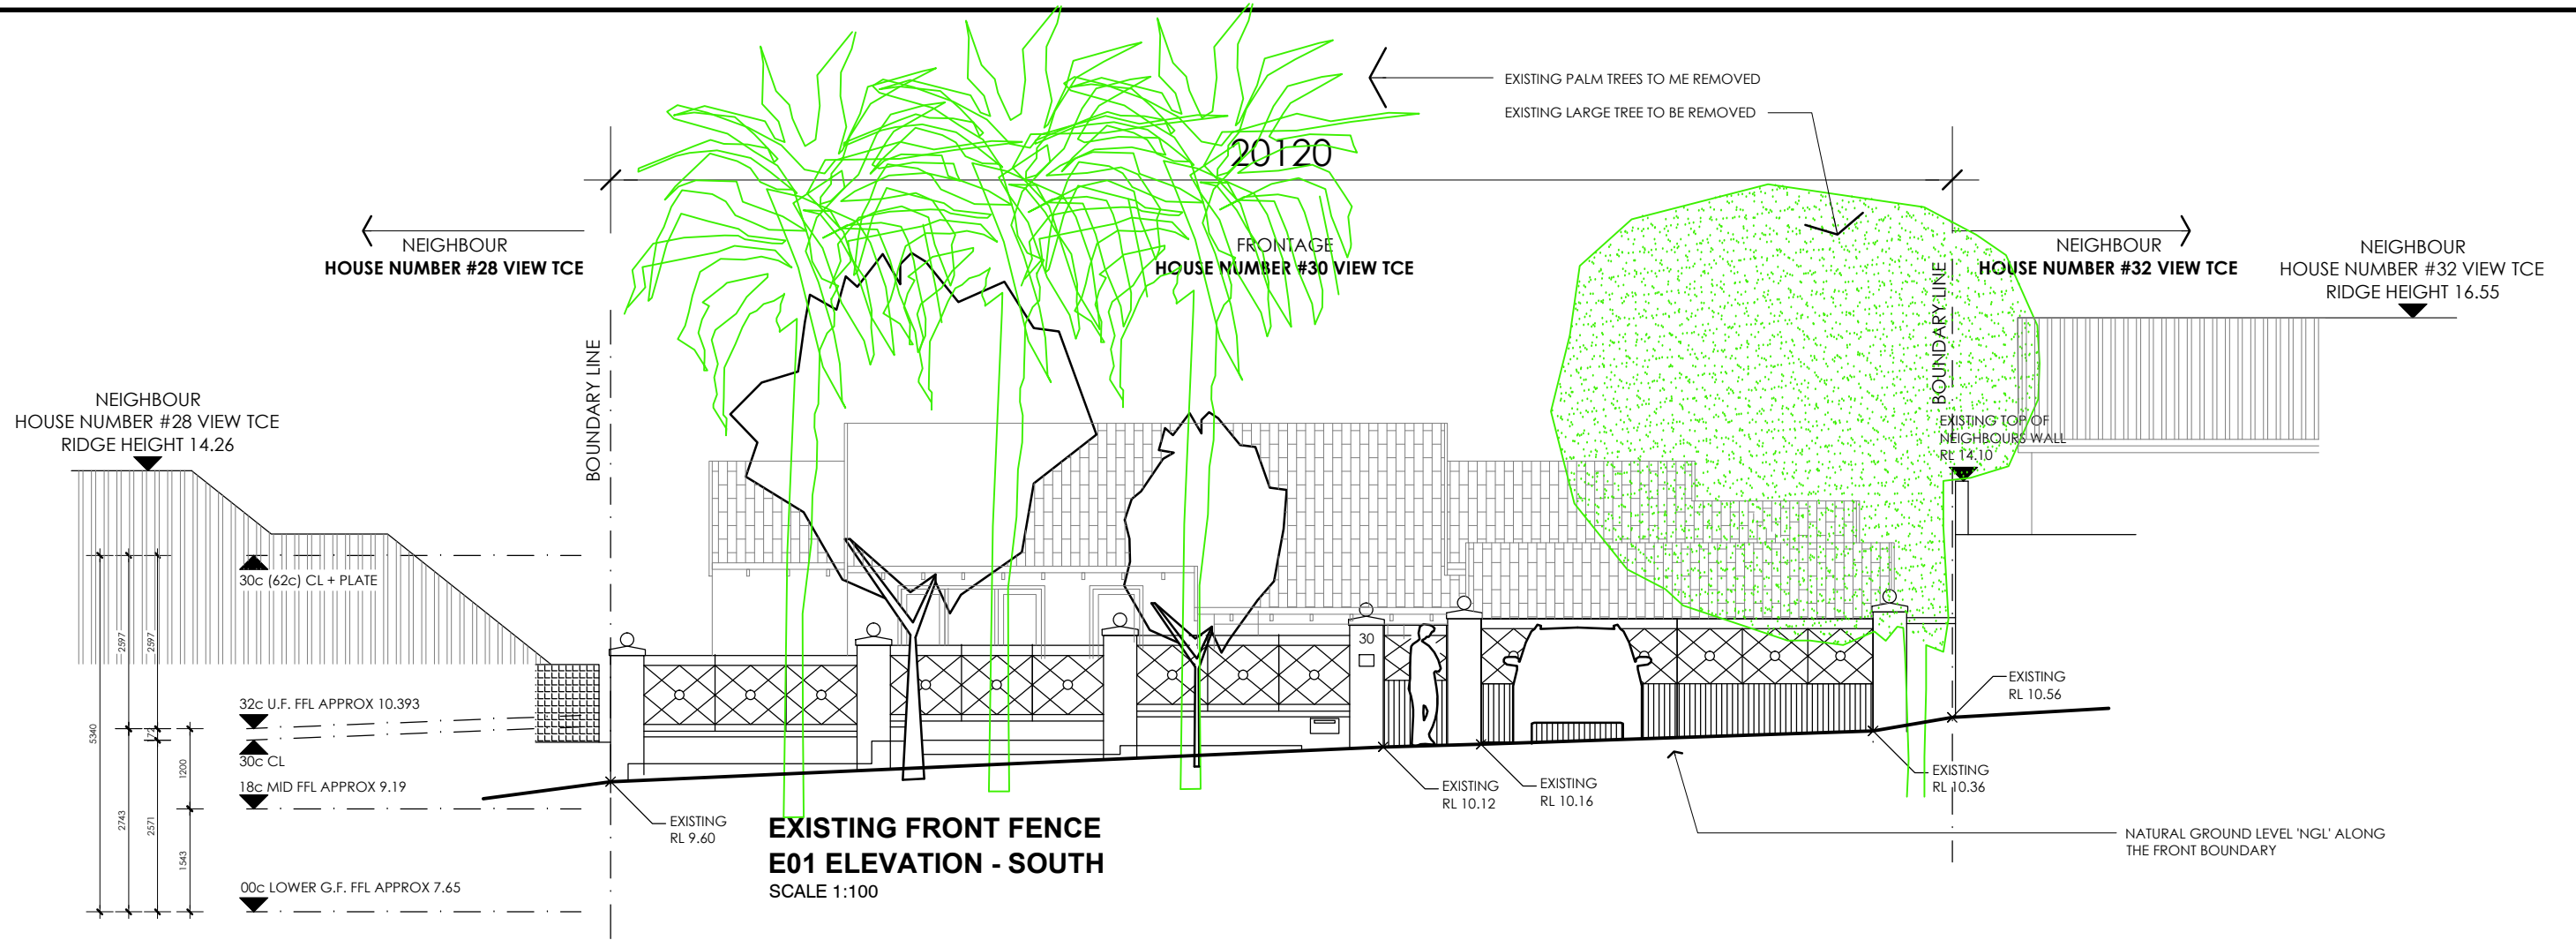 EXISTING PALM TREES TO ME REMOVED
EXISTING LARGE TREE TO BE REMOVED
20120
NEIGHBOUR
HOUSE NUMBER #28 VIEW TCE
FRONTAGE
HOUSE NUMBER #30 VIEW TCE
NEIGHBOUR
HOUSE NUMBER #32 VIEW TCE
NEIGHBOUR
HOUSE NUMBER #32 VIEW TCE
RIDGE HEIGHT 16.55
BOUNDARY LINE
BOUNDARY LINE
NEIGHBOUR
HOUSE NUMBER #28 VIEW TCE
RIDGE HEIGHT 14.26
EXISTING TOP OF
NEIGHBOURS WALL
RL 14.10
30c (62c) CL + PLATE
2597
2597
30
32c U.F. FFL APPROX 10.393
5340
172
30c CL
1200
18c MID FFL APPROX 9.19
2743
2571
1543
00c LOWER G.F. FFL APPROX 7.65
EXISTING
RL 9.60
EXISTING
RL 10.12
EXISTING
RL 10.16
EXISTING
RL 10.36
EXISTING
RL 10.56
NATURAL GROUND LEVEL 'NGL' ALONG
THE FRONT BOUNDARY
EXISTING FRONT FENCE
E01 ELEVATION - SOUTH
SCALE 1:100